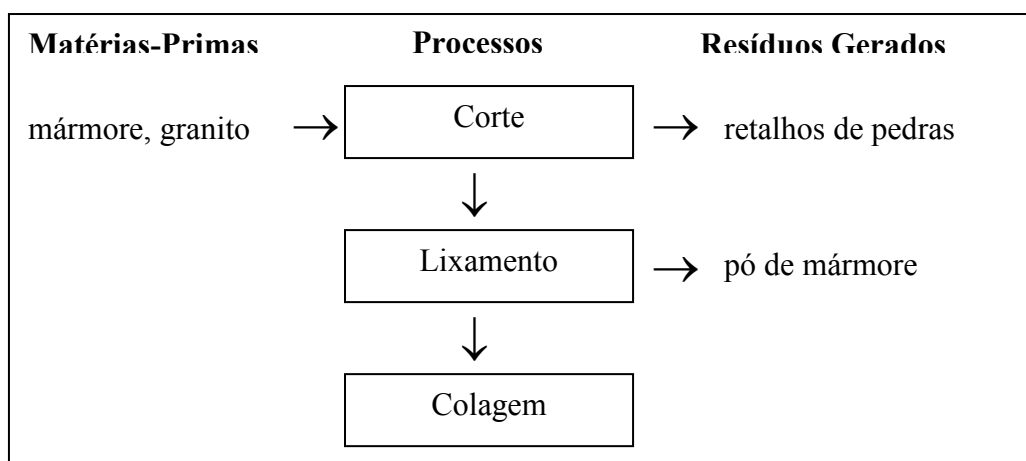 Matérias-Primas Processos Resíduos Gerados
mármore, granito → Corte → retalhos de pedras
↓
Lixamento → pó de mármore
↓
Colagem